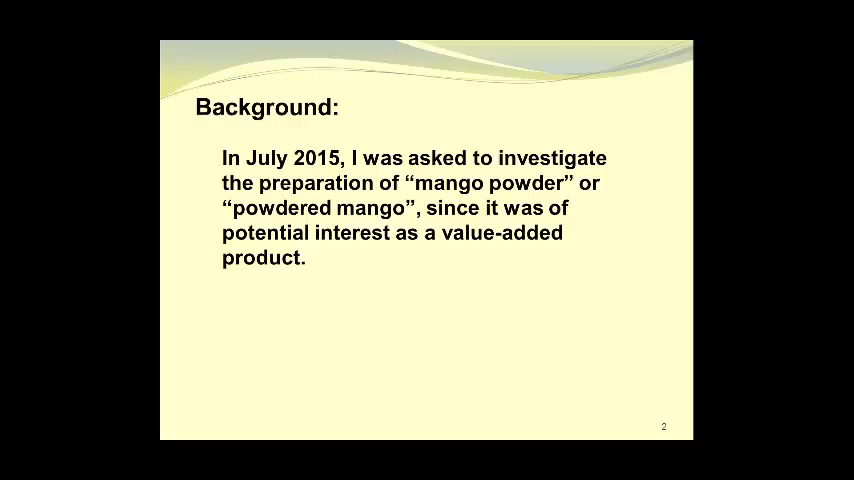 Background:
In July 2015, I was asked to investigate
the preparation of “mango powder” or
“powdered mango”, since it was of
potential interest as a value-added
product.
2